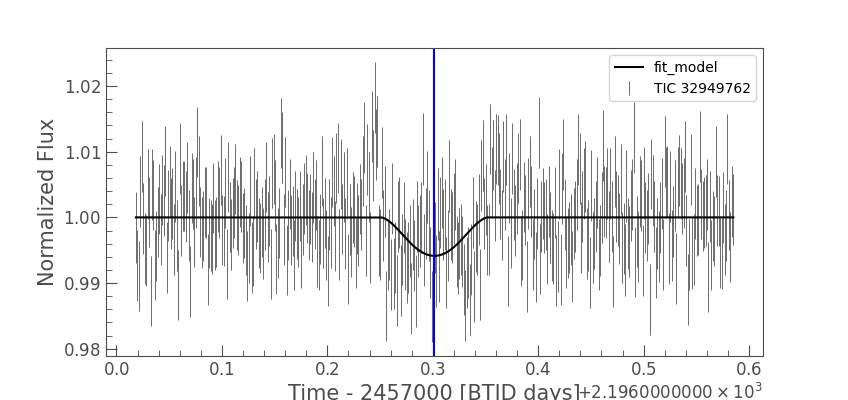 fit_model
TIC 32949762
1.02
1.01
1.00
0.99
0.98
Normalized Flux
0.0 0.1 0.2 0.3 0.4 0.5 0.6
Time - 2457000 [BTJD days]
+2.1960000000 × 10³